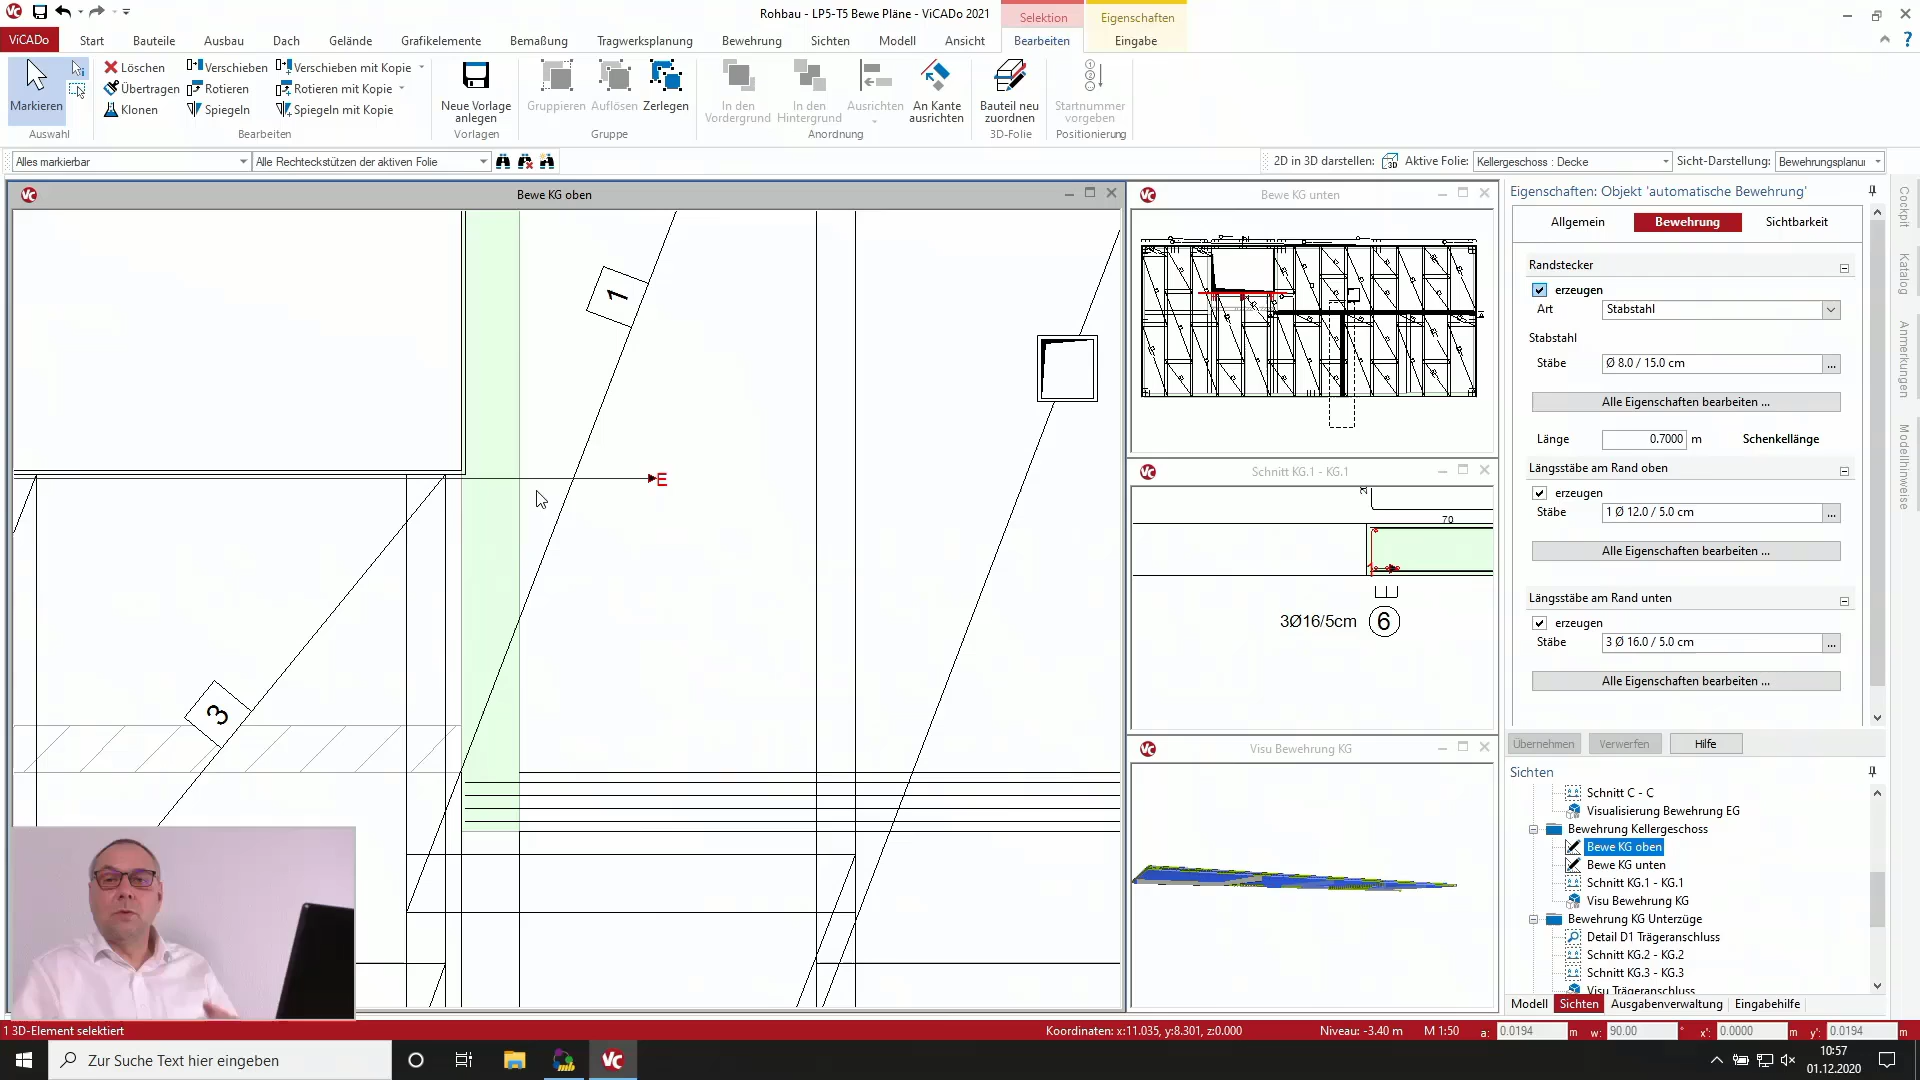 Rohbau - LP5-T5 Bewe Pläne - ViCADo 2021
Selektion
Eigenschaften
ViCADo
Start
Bauteile
Ausbau
Dach
Gelände
Grafikelemente
Bemaßung
Tragwerksplanung
Bewehrung
Sichten
Modell
Ansicht
Bearbeiten
Eingabe
Markieren
Auswahl
Löschen
Übertragen
Klonen
Verschieben
Rotieren
Spiegeln
Verschieben mit Kopie
Rotieren mit Kopie
Spiegeln mit Kopie
Bearbeiten
Neue Vorlage anlegen
Vorlagen
Gruppieren
Auflösen
Zerlegen
Gruppe
In den Vordergrund
In den Hintergrund
Ausrichten
An Kante ausrichten
Anordnung
Bauteil neu zuordnen
3D-Folie
Startnummer vorgeben
Positionierung
Alles markierbar
Alle Rechteckstützen der aktiven Folie
2D in 3D darstellen:
Aktive Folie:
Kellergeschoss : Decke
Sicht-Darstellung:
Bewehrungsplanu
Bewe KG oben
1
E
3
Bewe KG unten
Schnitt KG.1 - KG.1
70
3Ø16/5cm
6
Visu Bewehrung KG
Eigenschaften: Objekt 'automatische Bewehrung'
Allgemein
Bewehrung
Sichtbarkeit
Randstecker
erzeugen
Art
Stabstahl
Stabstahl
Stäbe
Ø 8.0 / 15.0 cm
...
Alle Eigenschaften bearbeiten ...
Länge
0.7000 m
Schenkellänge
Längsstäbe am Rand oben
erzeugen
Stäbe
1 Ø 12.0 / 5.0 cm
...
Alle Eigenschaften bearbeiten ...
Längsstäbe am Rand unten
erzeugen
Stäbe
3 Ø 16.0 / 5.0 cm
...
Alle Eigenschaften bearbeiten ...
Übernehmen
Verwerfen
Hilfe
Sichten
Schnitt C - C
Visualisierung Bewehrung EG
Bewehrung Kellergeschoss
Bewe KG oben
Bewe KG unten
Schnitt KG.1 - KG.1
Visu Bewehrung KG
Bewehrung KG Unterzüge
Detail D1 Trägeranschluss
Schnitt KG.2 - KG.2
Schnitt KG.3 - KG.3
Visu Trägeranschluss
Modell
Sichten
Ausgabenverwaltung
Eingabehilfe
Cockpit
Katalog
Anmerkungen
Modellhinweise
1 3D-Element selektiert
Koordinaten: x:11.035, y:8.301, z:0.000
Niveau: -3.40 m
M 1:50
a: 0.0194 m
w: 90.00 °
x': 0.0000 m
y': 0.0194 m
Zur Suche Text hier eingeben
mb
10:57
01.12.2020